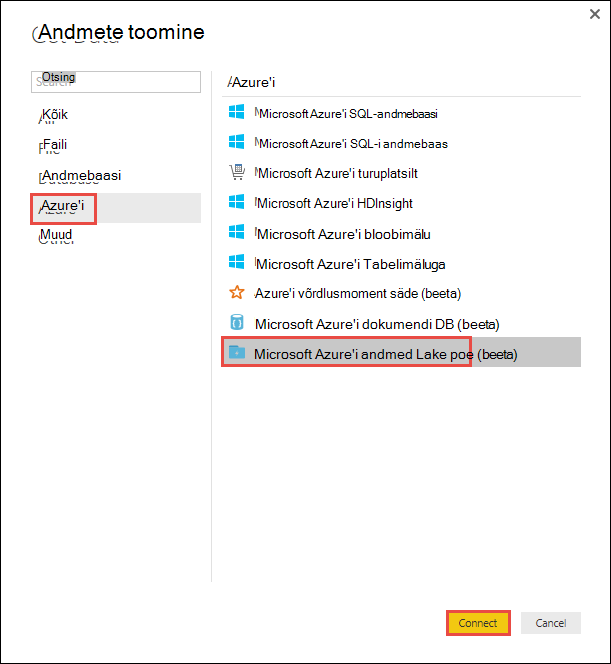 Andmete toomine
Otsing
Kõik
Faili
Andmebaasi
Azure'i
Muud
Azure'i
Microsoft Azure'i SQL-andmebaasi
Microsoft Azure'i SQL-i andmebaas
Microsoft Azure'i turuplatsilt
Microsoft Azure'i HDInsight
Microsoft Azure'i bloobimälu
Microsoft Azure'i Tabelimäluga
Azure'i võrdlusmoment säde (beeta)
Microsoft Azure'i dokumendi DB (beeta)
Microsoft Azure'i andmed Lake poe (beeta)
Connect
Cancel